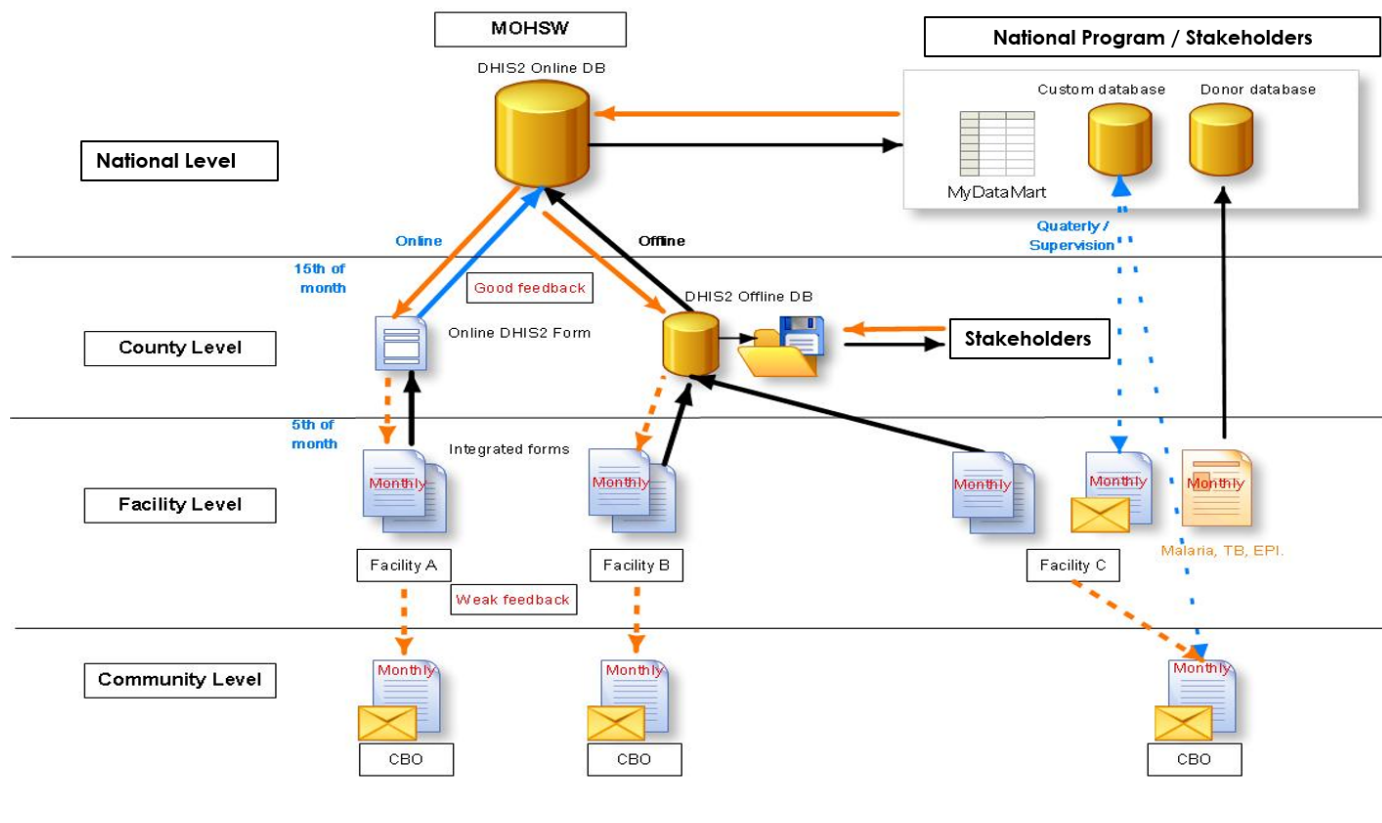 MOHSW
National Program / Stakeholders
DHIS2 Online DB
Custom database
Donor database
National Level
MyDataMart
Quaterly /
Supervision
Online
Offline
15th of
month
Good feedback
DHIS2 Offline DB
County Level
Online DHIS2 Form
Stakeholders
5th of
month
Integrated forms
Facility Level
Monthly
Monthly
Monthly
Monthly
Monthly
Malaria, TB, EPI.
Facility A
Facility B
Facility C
Weak feedback
Community Level
Monthly
Monthly
Monthly
CBO
CBO
CBO